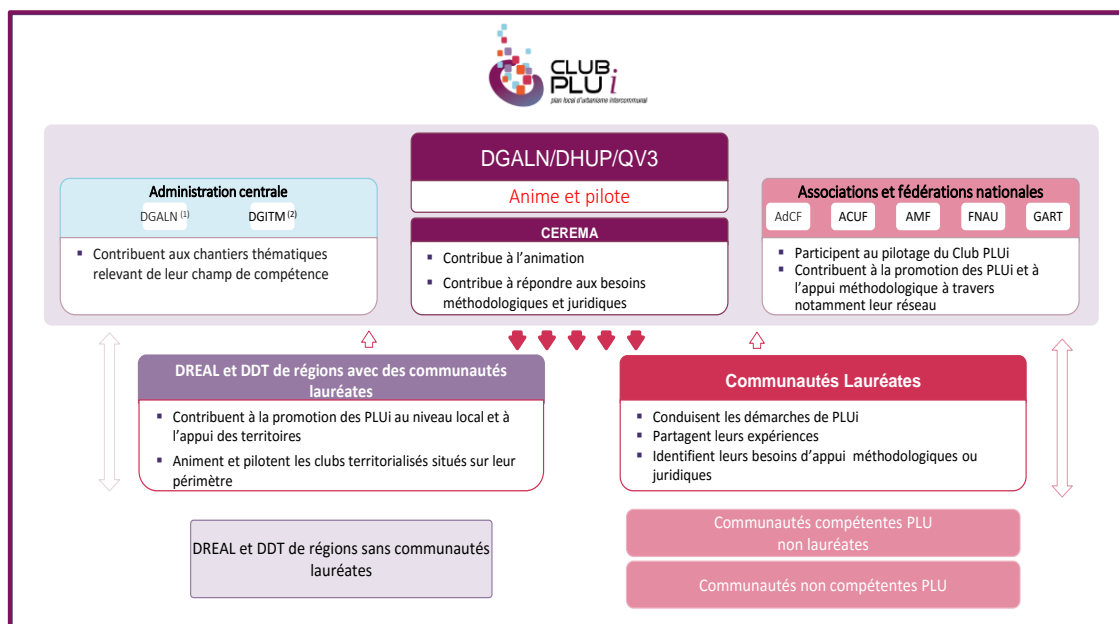 CLUB
PLUi
plan local d'urbanisme intercommunal
DGALN/DHUP/QV3
Anime et pilote
Administration centrale
DGALN (1)
DGITM (2)
▪ Contribuent aux chantiers thématiques
relevant de leur champ de compétence
CEREMA
▪ Contribue à l'animation
▪ Contribue à répondre aux besoins
méthodologiques et juridiques
Associations et fédérations nationales
AdCF
ACUF
AMF
FNAU
GART
▪ Participent au pilotage du Club PLUi
▪ Contribuent à la promotion des PLUi et à
l'appui méthodologique à travers
notamment leur réseau
DREAL et DDT de régions avec des communautés
lauréates
▪ Contribuent à la promotion des PLUi au niveau local et à
l'appui des territoires
▪ Animent et pilotent les clubs territorialisés situés sur leur
périmètre
Communautés Lauréates
▪ Conduisent les démarches de PLUi
▪ Partagent leurs expériences
▪ Identifient leurs besoins d'appui méthodologiques ou
juridiques
DREAL et DDT de régions sans communautés
lauréates
Communautés compétentes PLU
non lauréates
Communautés non compétentes PLU